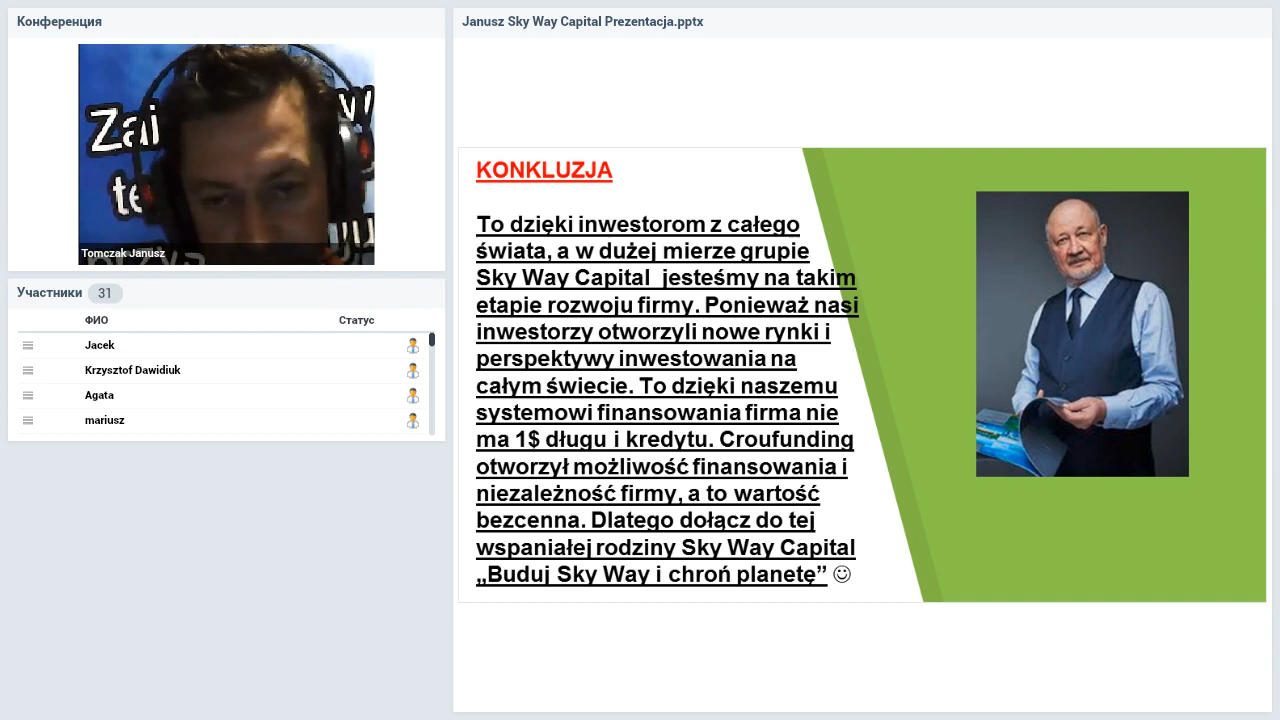 Конференция
Zai
te
Tomczak Janusz
Участники 31
ФИО Статус
Jacek
Krzysztof Dawidiuk
Agata
mariusz
Janusz Sky Way Capital Prezentacja.pptx
KONKLUZJA
To dzięki inwestorom z całego
świata, a w dużej mierze grupie
Sky Way Capital jesteśmy na takim
etapie rozwoju firmy. Ponieważ nasi
inwestorzy otworzyli nowe rynki i
perspektywy inwestowania na
całym świecie. To dzięki naszemu
systemowi finansowania firma nie
ma 1$ długu i kredytu. Croufunding
otworzył możliwość finansowania i
niezależność firmy, a to wartość
bezcenna. Dlatego dołącz do tej
wspaniałej rodziny Sky Way Capital
„Buduj Sky Way i chroń planetę” ☺